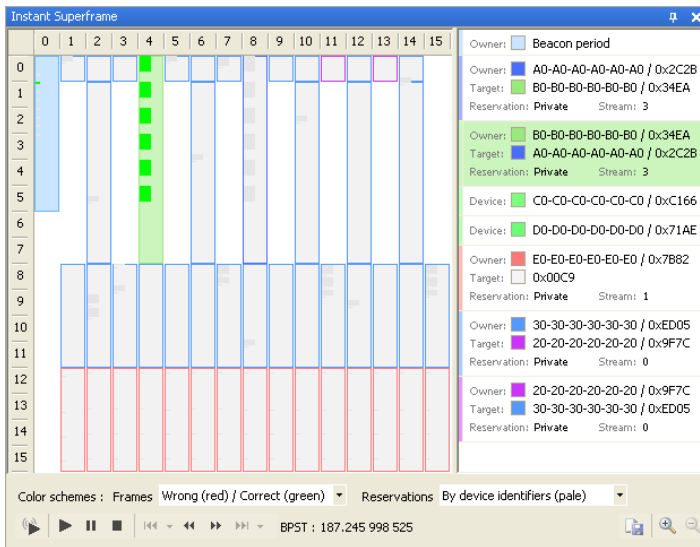 Instant Superframe
0 1 2 3 4 5 6 7 8 9 10 11 12 13 14 15
0
1
2
3
4
5
6
7
8
9
10
11
12
13
14
15
Owner: Beacon period
Owner: A0-A0-A0-A0-A0-A0 / 0x2C2B
Target: B0-B0-B0-B0-B0-B0 / 0x34EA
Reservation: Private Stream: 3
Owner: B0-B0-B0-B0-B0-B0 / 0x34EA
Target: A0-A0-A0-A0-A0-A0 / 0x2C2B
Reservation: Private Stream: 3
Device: C0-C0-C0-C0-C0-C0 / 0xC166
Device: D0-D0-D0-D0-D0-D0 / 0x71AE
Owner: E0-E0-E0-E0-E0-E0 / 0x7B82
Target: 0x00C9
Reservation: Private Stream: 1
Owner: 30-30-30-30-30-30 / 0xED05
Target: 20-20-20-20-20-20 / 0x9F7C
Reservation: Private Stream: 0
Owner: 20-20-20-20-20-20 / 0x9F7C
Target: 30-30-30-30-30-30 / 0xED05
Reservation: Private Stream: 0
Color schemes : Frames Wrong (red) / Correct (green) Reservations By device identifiers (pale)
BPST : 187.245 998 525